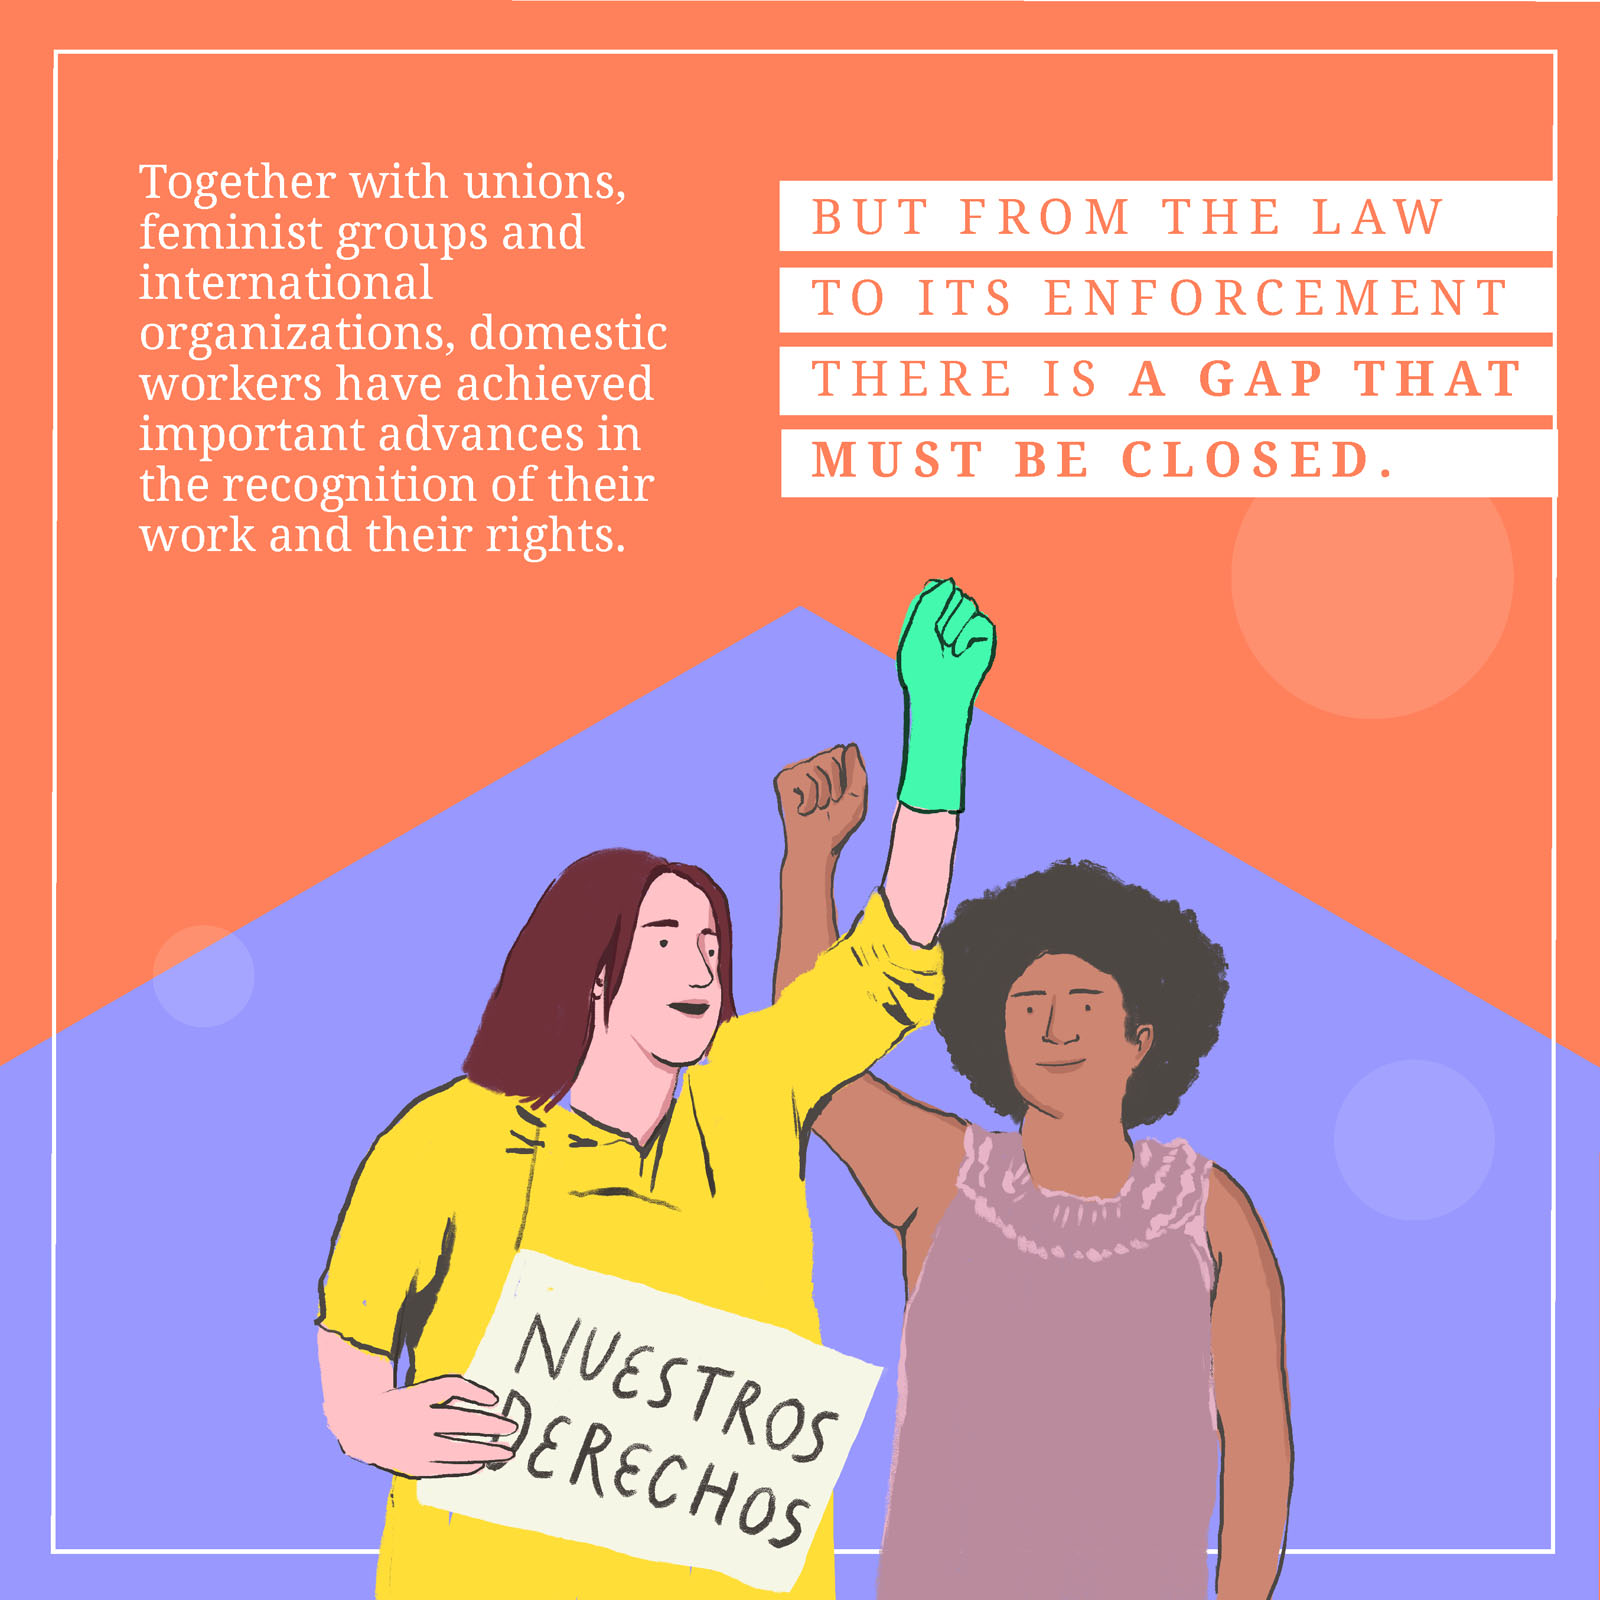 Together with unions,
feminist groups and
international
organizations, domestic
workers have achieved
important advances in
the recognition of their
work and their rights.
BUT FROM THE LAW
TO ITS ENFORCEMENT
THERE IS A GAP THAT
MUST BE CLOSED.
NUESTROS
DERECHOS